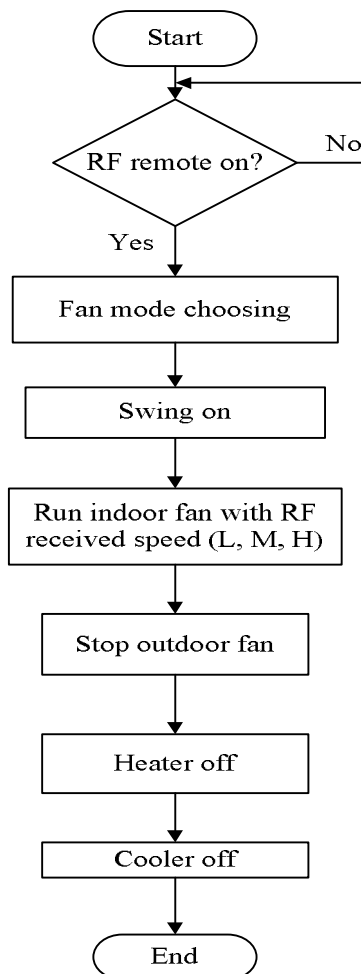 Start
RF remote on?
No
Yes
Fan mode choosing
Swing on
Run indoor fan with RF
received speed (L, M, H)
Stop outdoor fan
Heater off
Cooler off
End